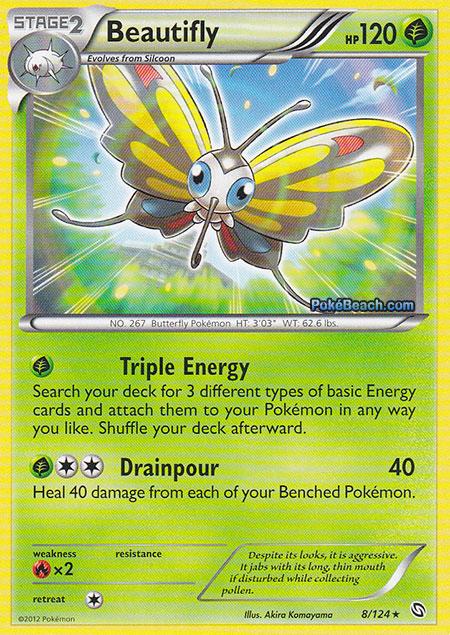 STAGE2
Beautifly
HP120
Evolves from Silcoon
PokéBeach.com
NO. 267 Butterfly Pokémon HT: 3'03" WT: 62.6 lbs.
Triple Energy
Search your deck for 3 different types of basic Energy
cards and attach them to your Pokémon in any way
you like. Shuffle your deck afterward.
Drainpour 40
Heal 40 damage from each of your Benched Pokémon.
weakness resistance
×2
retreat
Despite its looks, it is aggressive.
It jabs with its long, thin mouth
if disturbed while collecting
pollen.
©2012 Pokémon
Illus. Akira Komayama
8/124★